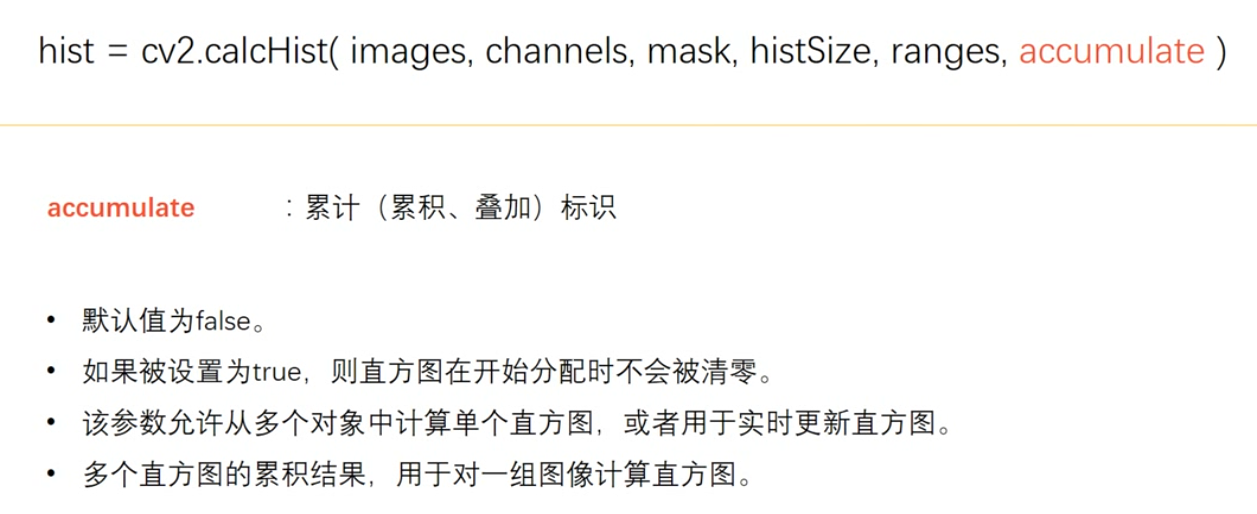 hist = cv2.calcHist( images, channels, mask, histSize, ranges, accumulate )
accumulate ：累计（累积、叠加）标识
• 默认值为false。
• 如果被设置为true，则直方图在开始分配时不会被清零。
• 该参数允许从多个对象中计算单个直方图，或者用于实时更新直方图。
• 多个直方图的累积结果，用于对一组图像计算直方图。